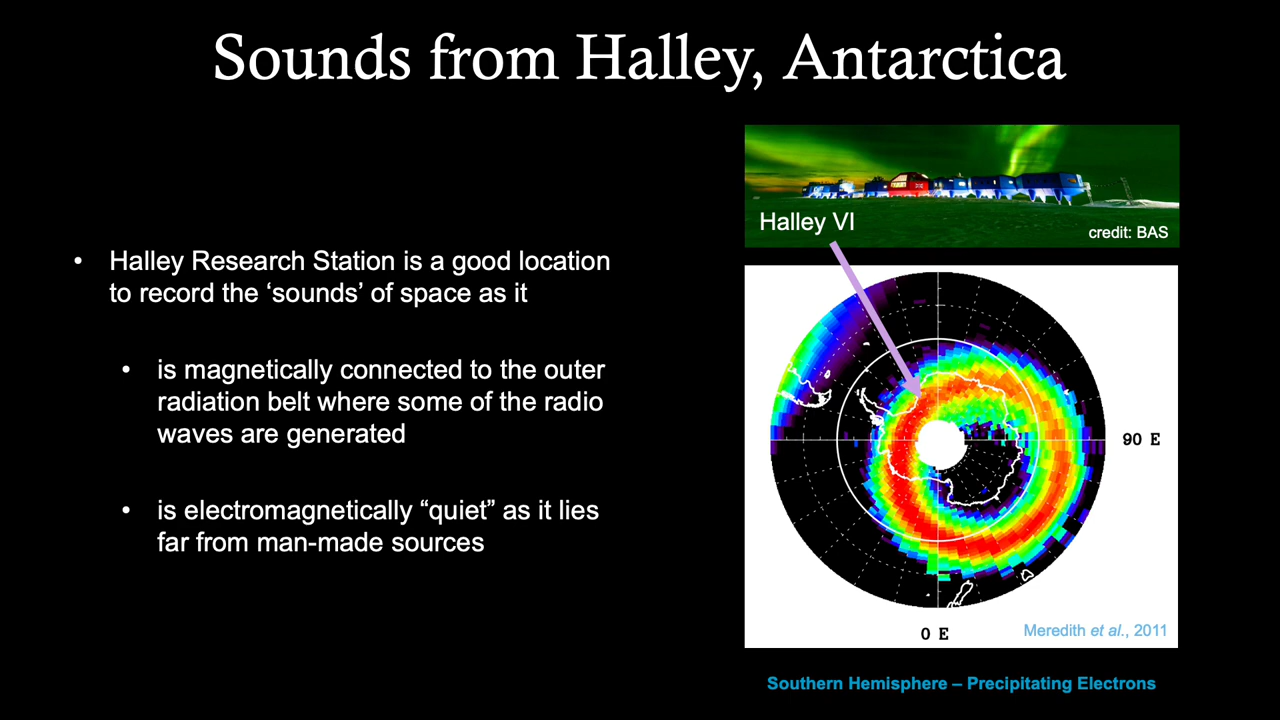 Sounds from Halley, Antarctica
• Halley Research Station is a good location
to record the ‘sounds’ of space as it
• is magnetically connected to the outer
radiation belt where some of the radio
waves are generated
• is electromagnetically “quiet” as it lies
far from man-made sources
Halley VI
credit: BAS
90 E
0 E
Meredith et al., 2011
Southern Hemisphere – Precipitating Electrons